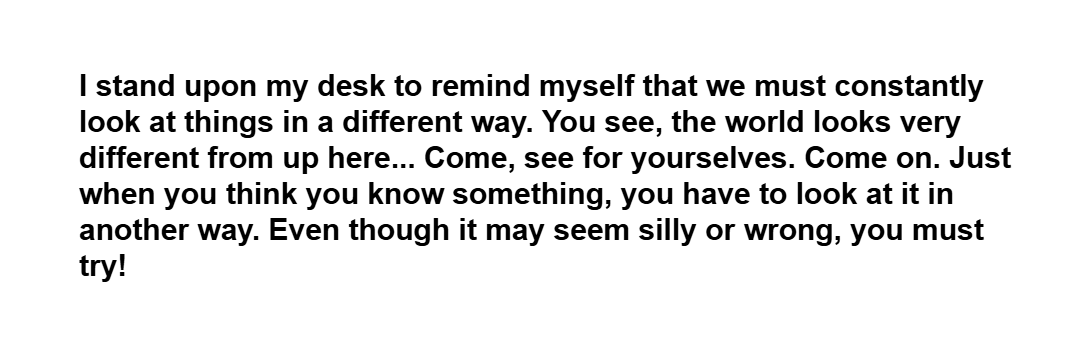 I stand upon my desk to remind myself that we must constantly
look at things in a different way. You see, the world looks very
different from up here... Come, see for yourselves. Come on. Just
when you think you know something, you have to look at it in
another way. Even though it may seem silly or wrong, you must
try!